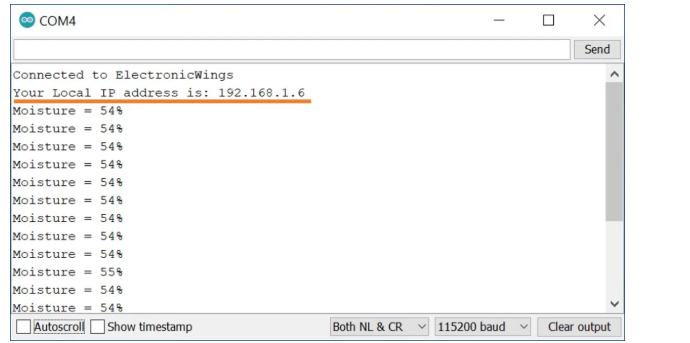 COM4
Send
Connected to ElectronicWings
Your Local IP address is: 192.168.1.6
Moisture = 54%
Moisture = 54%
Moisture = 54%
Moisture = 54%
Moisture = 54%
Moisture = 54%
Moisture = 54%
Moisture = 54%
Moisture = 54%
Moisture = 55%
Moisture = 54%
Moisture = 54%
Autoscroll Show timestamp Both NL & CR 115200 baud Clear output